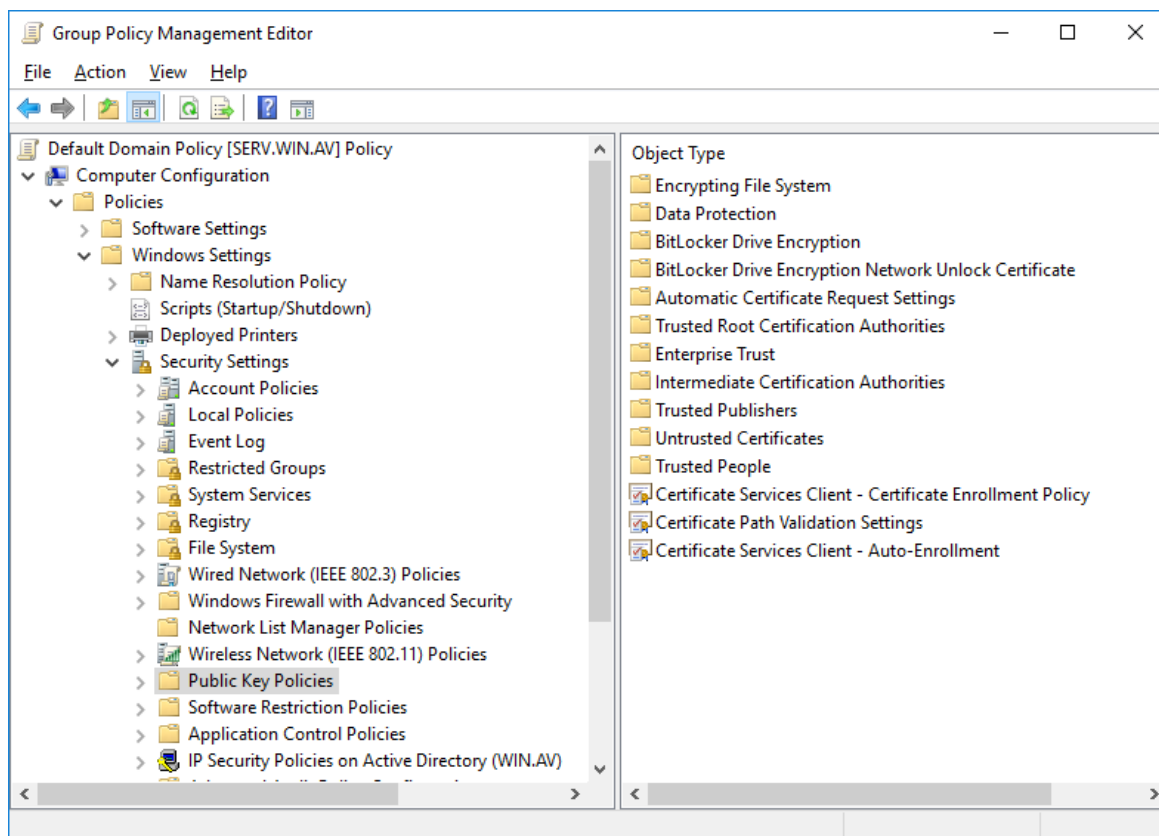 Group Policy Management Editor
File Action View Help
Default Domain Policy [SERV.WIN.AV] Policy
Computer Configuration
Policies
Software Settings
Windows Settings
Name Resolution Policy
Scripts (Startup/Shutdown)
Deployed Printers
Security Settings
Account Policies
Local Policies
Event Log
Restricted Groups
System Services
Registry
File System
Wired Network (IEEE 802.3) Policies
Windows Firewall with Advanced Security
Network List Manager Policies
Wireless Network (IEEE 802.11) Policies
Public Key Policies
Software Restriction Policies
Application Control Policies
IP Security Policies on Active Directory (WIN.AV)
Object Type
Encrypting File System
Data Protection
BitLocker Drive Encryption
BitLocker Drive Encryption Network Unlock Certificate
Automatic Certificate Request Settings
Trusted Root Certification Authorities
Enterprise Trust
Intermediate Certification Authorities
Trusted Publishers
Untrusted Certificates
Trusted People
Certificate Services Client - Certificate Enrollment Policy
Certificate Path Validation Settings
Certificate Services Client - Auto-Enrollment